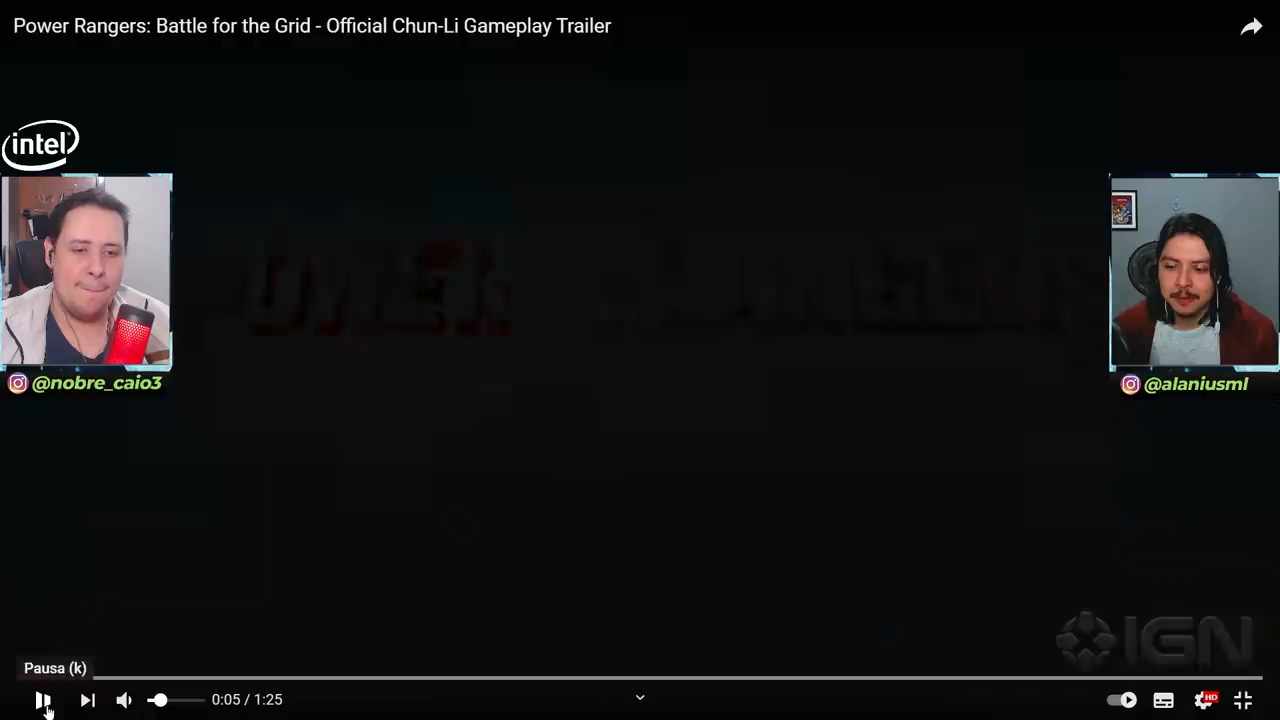 Power Rangers: Battle for the Grid - Official Chun-Li Gameplay Trailer
intel
@nobre_caio3
@alaniusml
IGN
Pausa (k)
0:05 / 1:25
HD